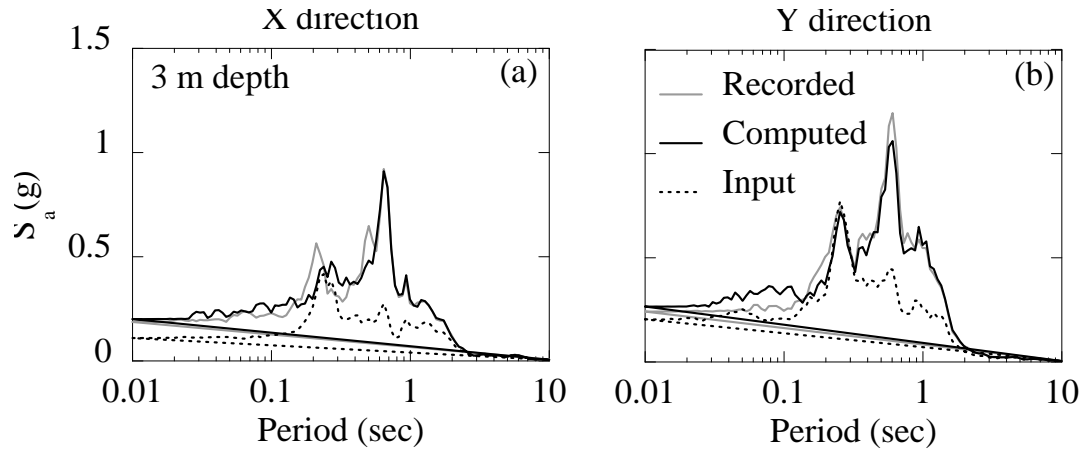 X direction
Y direction
1.5
1
0.5
0
S a (g)
3 m depth
(a)
0.01
0.1
1
10
Period (sec)
(b)
Recorded
Computed
Input
0.01
0.1
1
10
Period (sec)